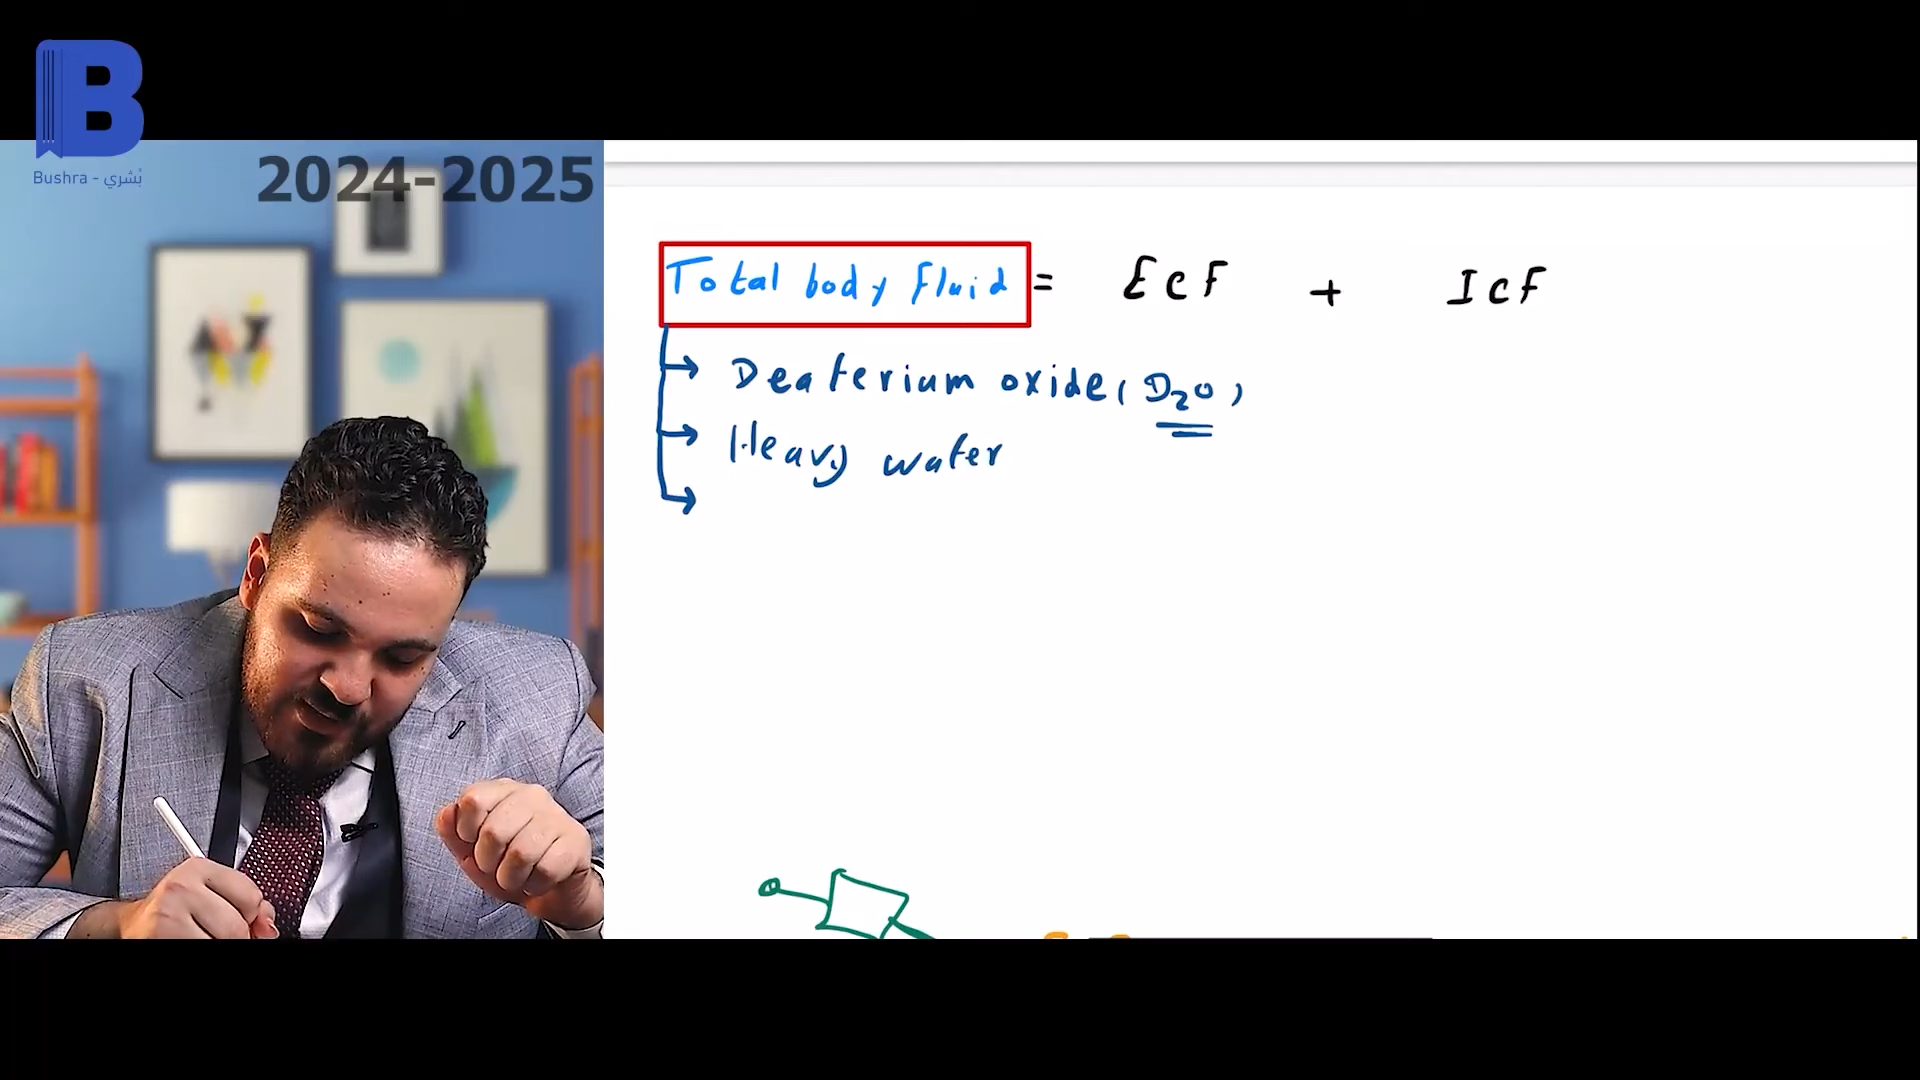 B
Bushra - بُشري
2024-2025
Total body fluid = ECF + ICF
Deaterium oxide (D2O)
Heavy water